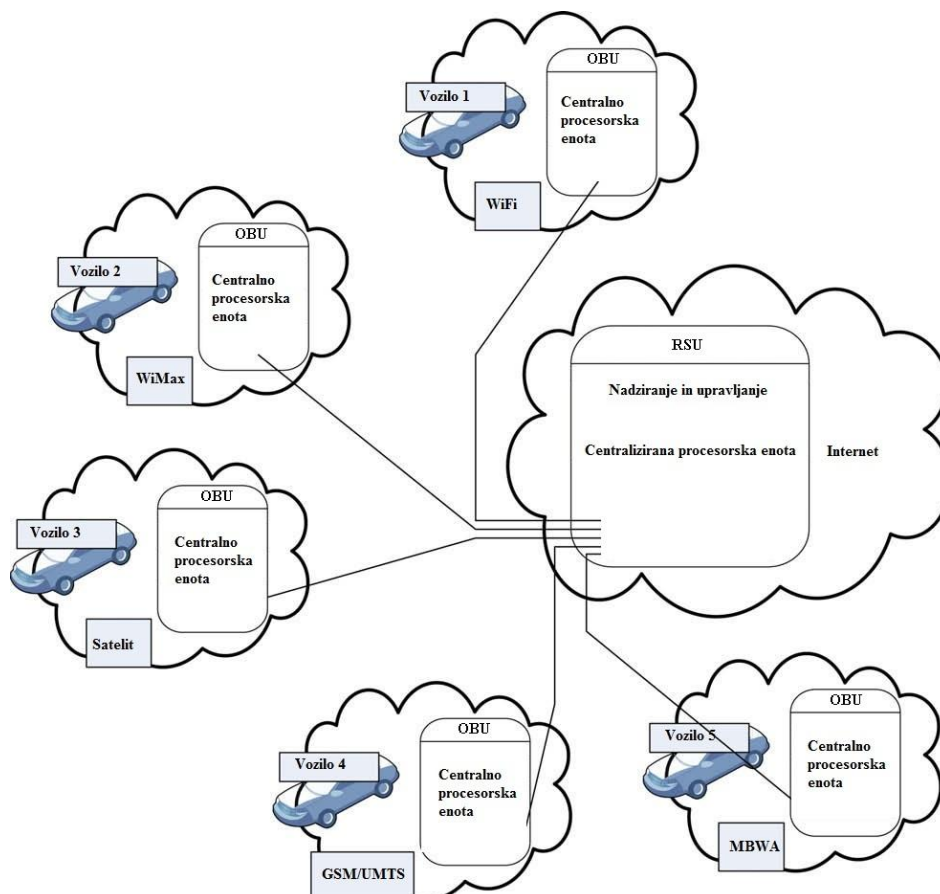 OBU
Vozilo 1
Centralno
procesorska
enota
WiFi
OBU
Vozilo 2
Centralno
procesorska
enota
WiMax
RSU
Nadziranje in upravljanje
Centralizirana procesorska enota
Internet
OBU
Vozilo 3
Centralno
procesorska
enota
Satelit
OBU
Vozilo 4
Centralno
procesorska
enota
GSM/UMTS
OBU
Vozilo 5
Centralno
procesorska
enota
MBWA